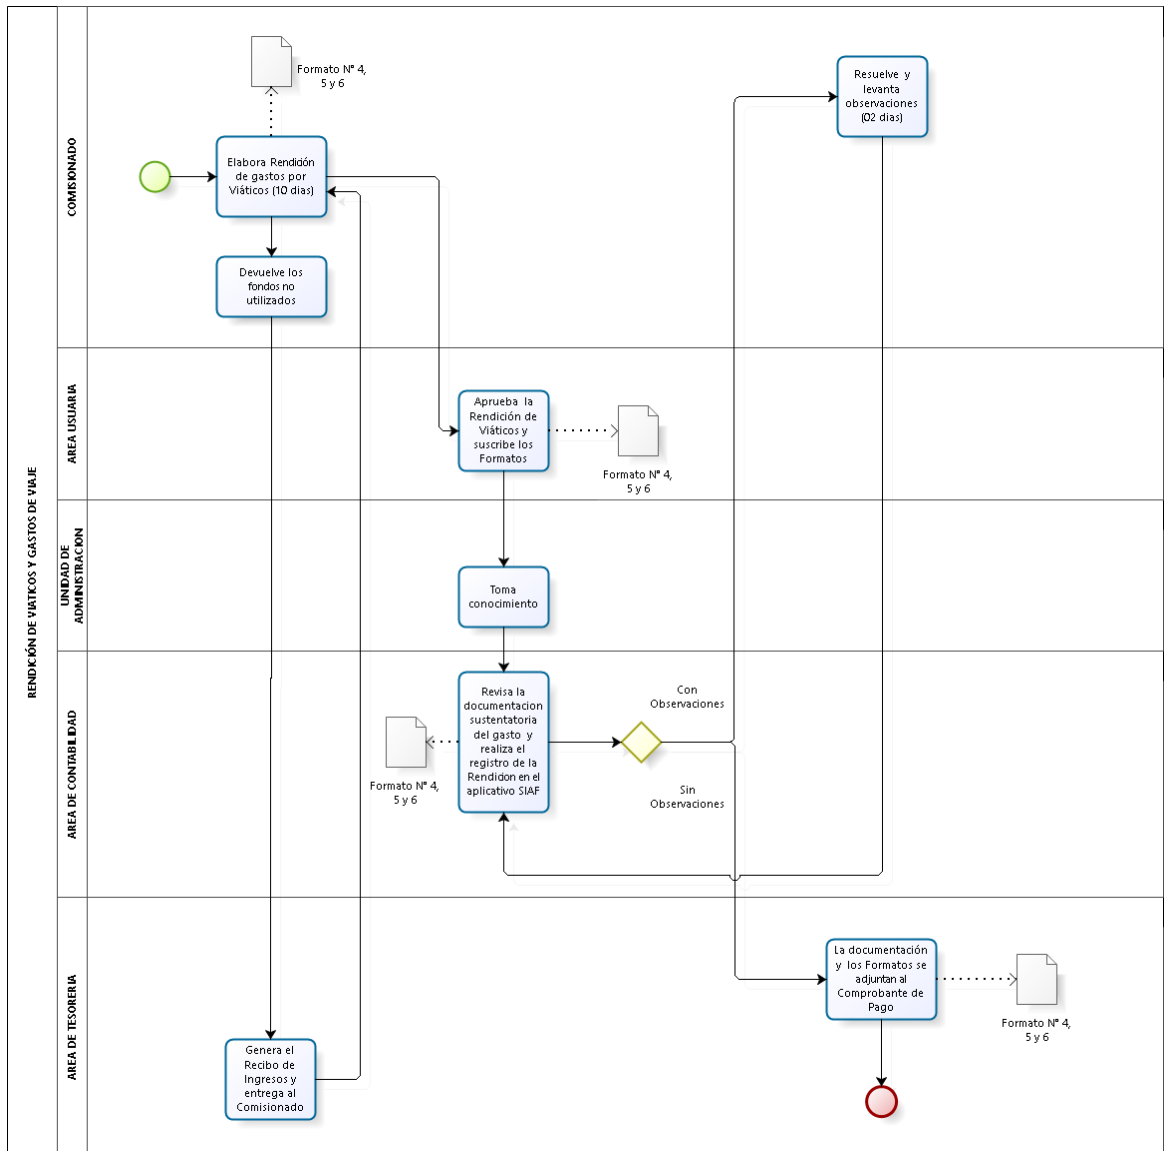 RENDICIÓN DE VIATICOS Y GASTOS DE VIAJE
COMISIONADO
Formato N° 4,
5 y 6
Elabora Rendición
de gastos por
Viáticos (10 dias)
Devuelve los
fondos no
utilizados
Resuelve y
levanta
observaciones
(02 dias)
AREA USUARIA
Aprueba la
Rendición de
Viáticos y
suscribe los
Formatos
Formato N° 4,
5 y 6
UNIDAD DE
ADMINISTRACION
Toma
conocimiento
AREA DE CONTABILIDAD
Formato N° 4,
5 y 6
Revisa la
documentacion
sustentatoria
del gasto y
realiza el
registro de la
Rendicion en el
aplicativo SIAF
Con
Observaciones
Sin
Observaciones
AREA DE TESORERIA
Genera el
Recibo de
Ingresos y
entrega al
Comisionado
La documentación
y los Formatos se
adjuntan al
Comprobante de
Pago
Formato N° 4,
5 y 6